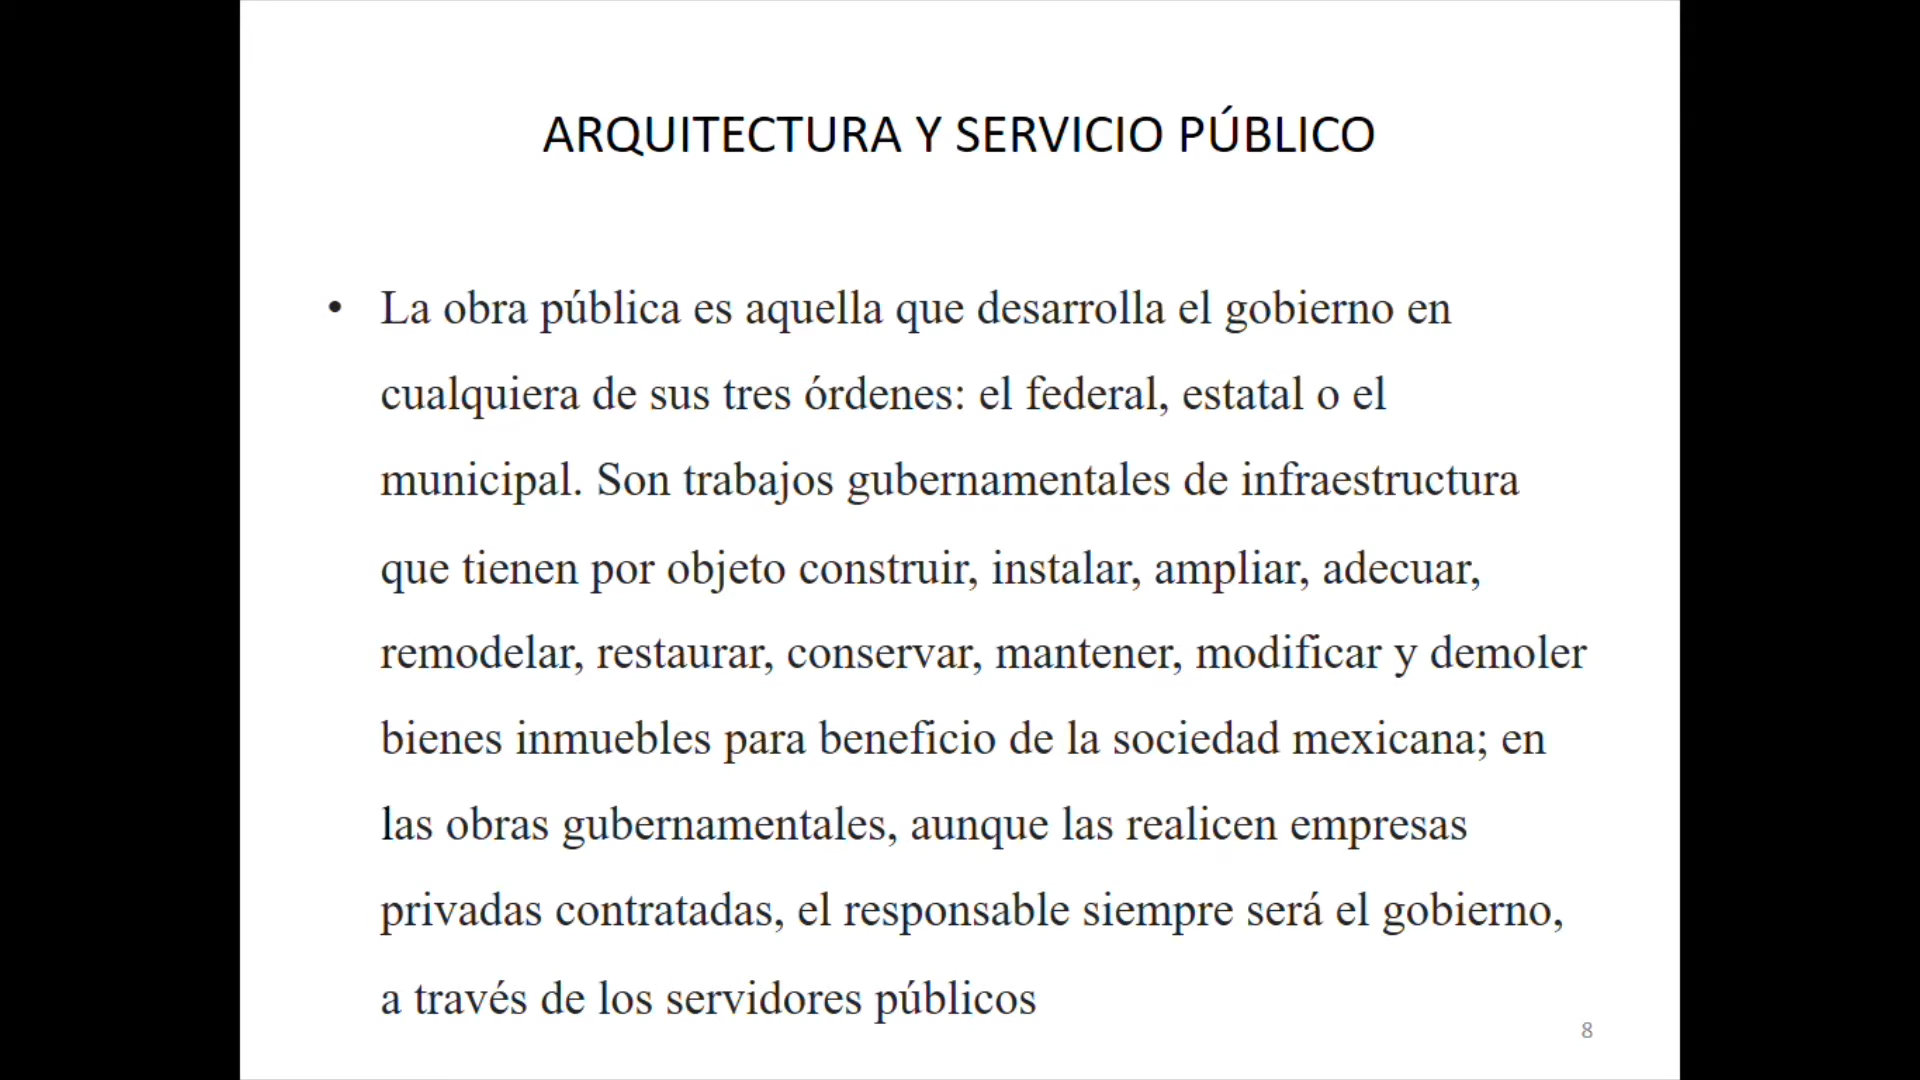 ARQUITECTURA Y SERVICIO PÚBLICO
• La obra pública es aquella que desarrolla el gobierno en
cualquiera de sus tres órdenes: el federal, estatal o el
municipal. Son trabajos gubernamentales de infraestructura
que tienen por objeto construir, instalar, ampliar, adecuar,
remodelar, restaurar, conservar, mantener, modificar y demoler
bienes inmuebles para beneficio de la sociedad mexicana; en
las obras gubernamentales, aunque las realicen empresas
privadas contratadas, el responsable siempre será el gobierno,
a través de los servidores públicos
8